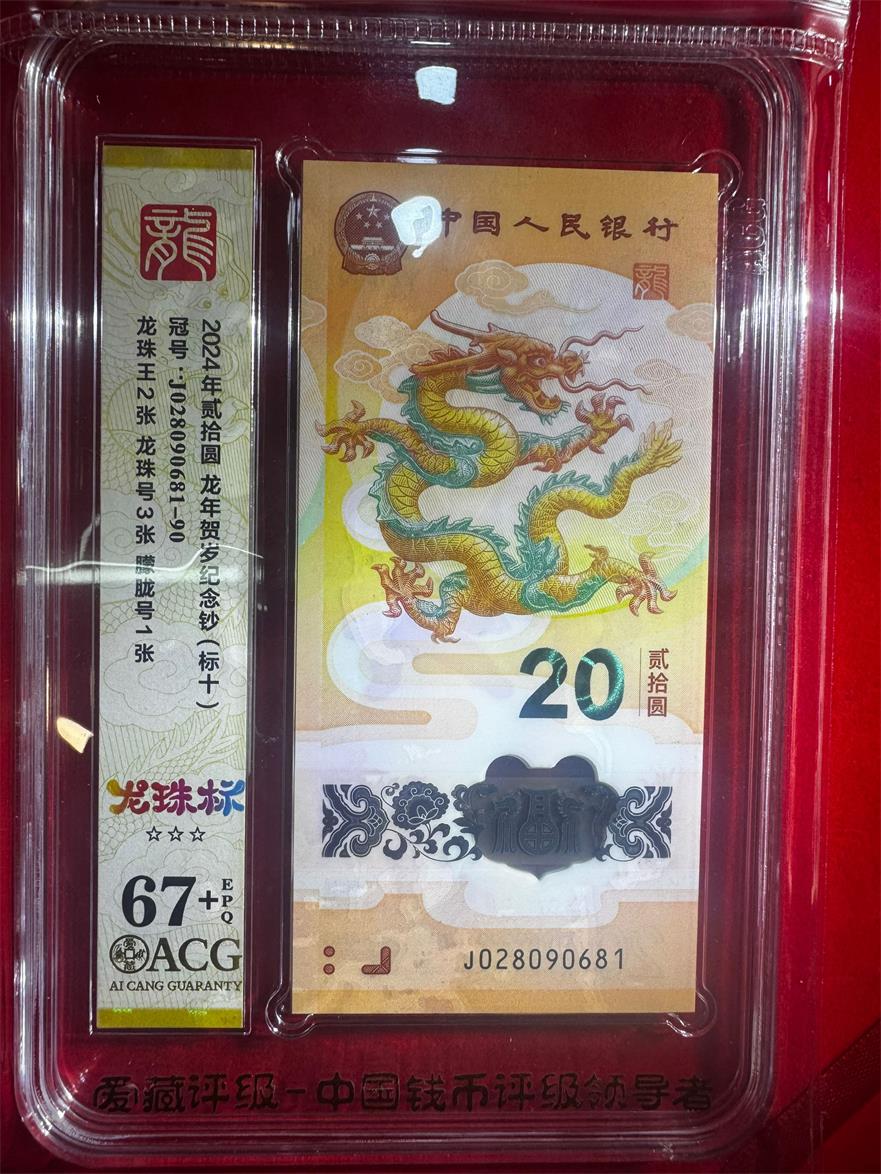 龍
2024年贰拾圆 龙年贺岁纪念钞(标十)
冠号:J028090681-90
龙珠王2张 龙珠号3张 朦胧号1张
龙珠标
☆☆☆
67+
EPQ
ACG
AI CANG GUARANTY
中国人民银行
龍
20
贰拾圆
福
J028090681
爱藏评级-中国钱币评级领导者